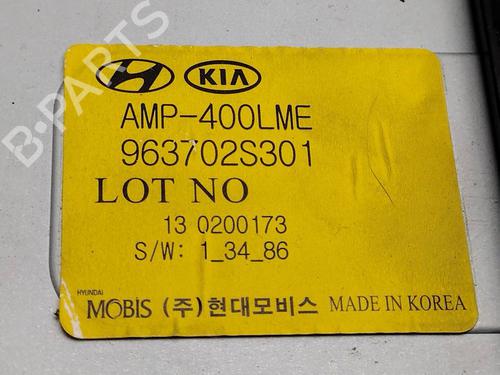 KIA
AMP-400LME
963702S301
LOT NO
13 0200173
S/W: 1_34_86
HYUNDAI
MOBIS (주)현대모비스 MADE IN KOREA
B-PARTS